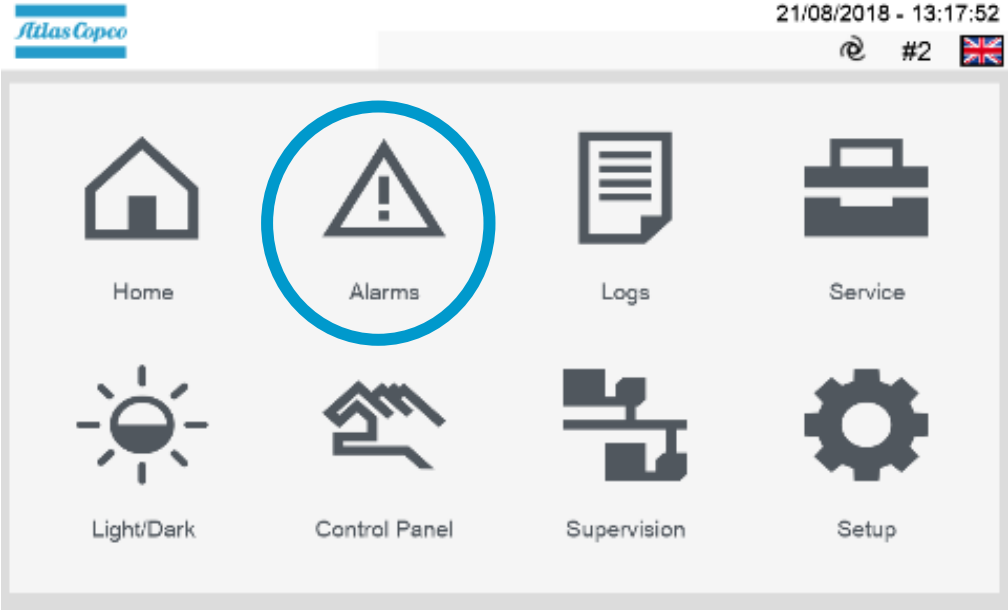 Atlas Copco
21/08/2018 - 13:17:52
#2
Home
Alarms
Logs
Service
Light/Dark
Control Panel
Supervision
Setup